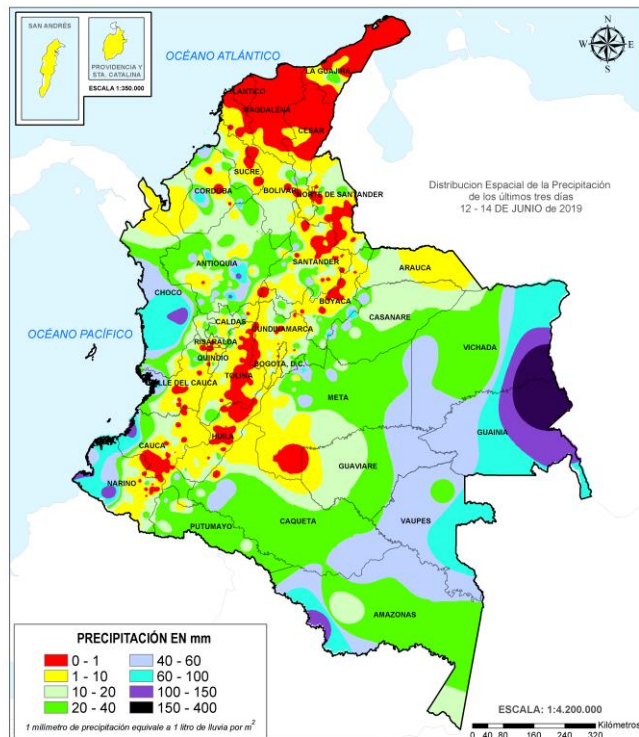 SAN ANDRÉS
PROVIDENCIA Y
STA. CATALINA
ESCALA 1:350.000
OCÉANO ATLÁNTICO
N
W E
S
LA GUAJIRA
ATLANTICO
MAGDALENA
CESAR
SUCRE
CORDOBA
BOLIVAR
NORTE DE SANTANDER
Distribucion Espacial de la Precipitación
de los últimos tres días
12 - 14 DE JUNIO de 2019
ANTIOQUIA
SANTANDER
ARAUCA
CHOCO
BOYACA
CASANARE
OCÉANO PACÍFICO
CALDAS
CUNDINAMARCA
RISARALDA
QUINDIO
BOGOTA, D.C.
VICHADA
TOLIMA
VALLE DEL CAUCA
META
GUAINIA
HUILA
CAUCA
GUAVIARE
NARIÑO
CAQUETA
VAUPES
PUTUMAYO
AMAZONAS
PRECIPITACIÓN EN mm
0 - 1 40 - 60
1 - 10 60 - 100
10 - 20 100 - 150
20 - 40 150 - 400
1 milimetro de precipitación equivale a 1 litro de lluvia por m²
ESCALA: 1:4.200.000
Kilómetros
0 40 80 160 240 320